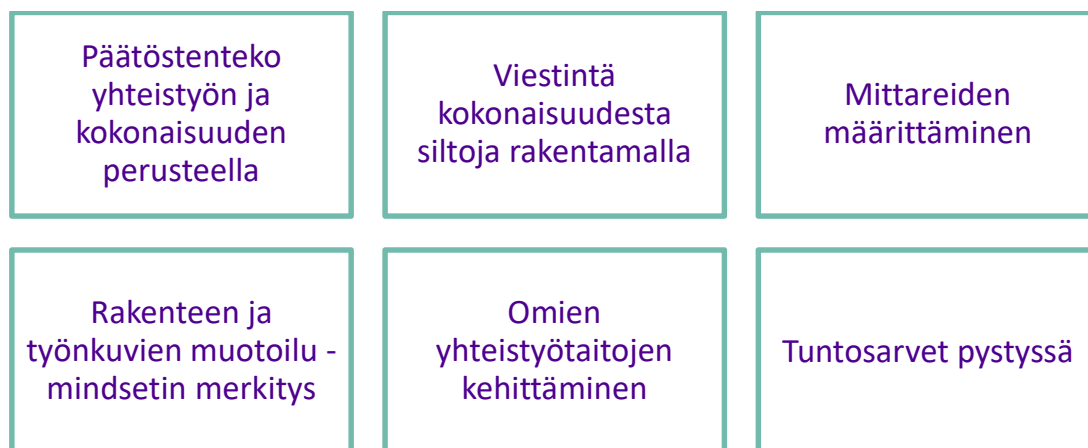 Päätöstenteko
yhteistyön ja
kokonaisuuden
perusteella
Viestintä
kokonaisuudesta
siltoja rakentamalla
Mittareiden
määrittäminen
Rakenteen ja
työnkuvien muotoilu -
mindsetin merkitys
Omien
yhteistyötaitojen
kehittäminen
Tuntosarvet pystyssä